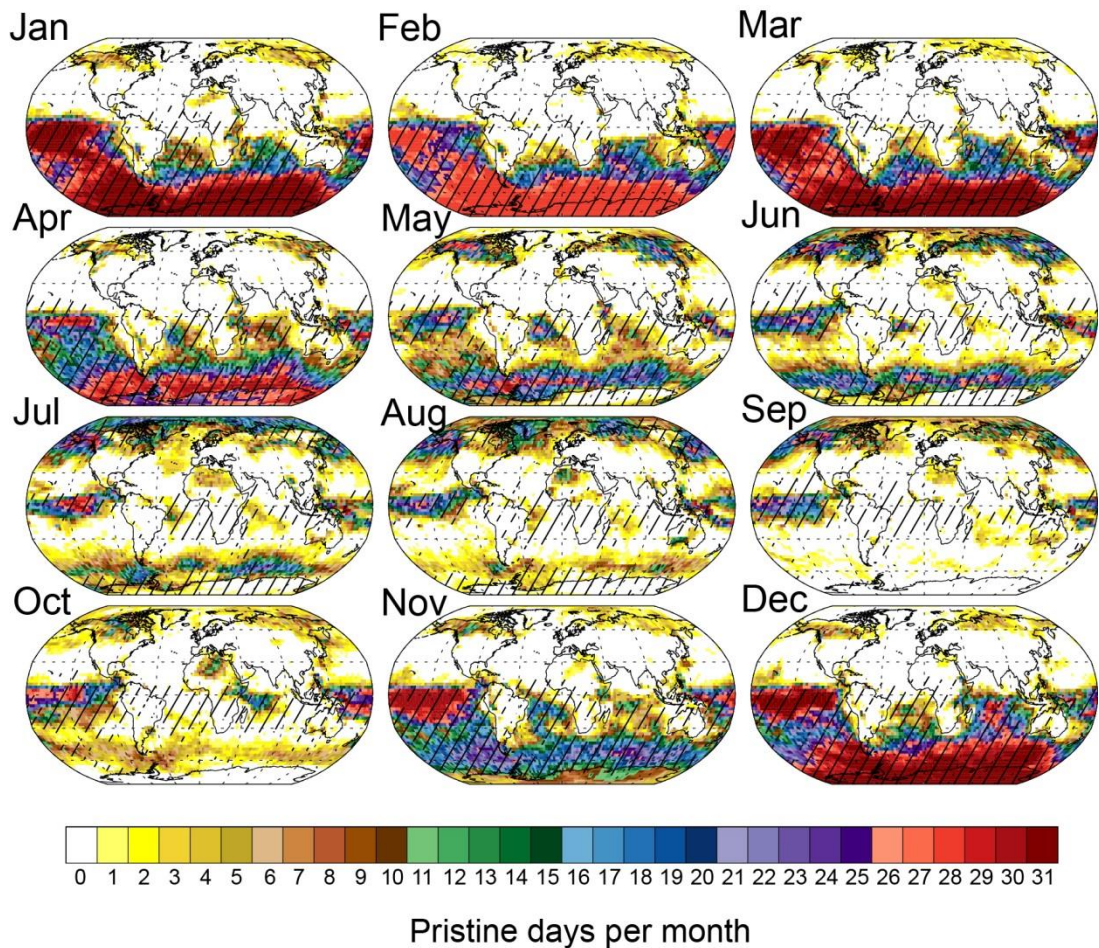 Jan Feb Mar
Apr May Jun
Jul Aug Sep
Oct Nov Dec
0 1 2 3 4 5 6 7 8 9 10 11 12 13 14 15 16 17 18 19 20 21 22 23 24 25 26 27 28 29 30 31
Pristine days per month